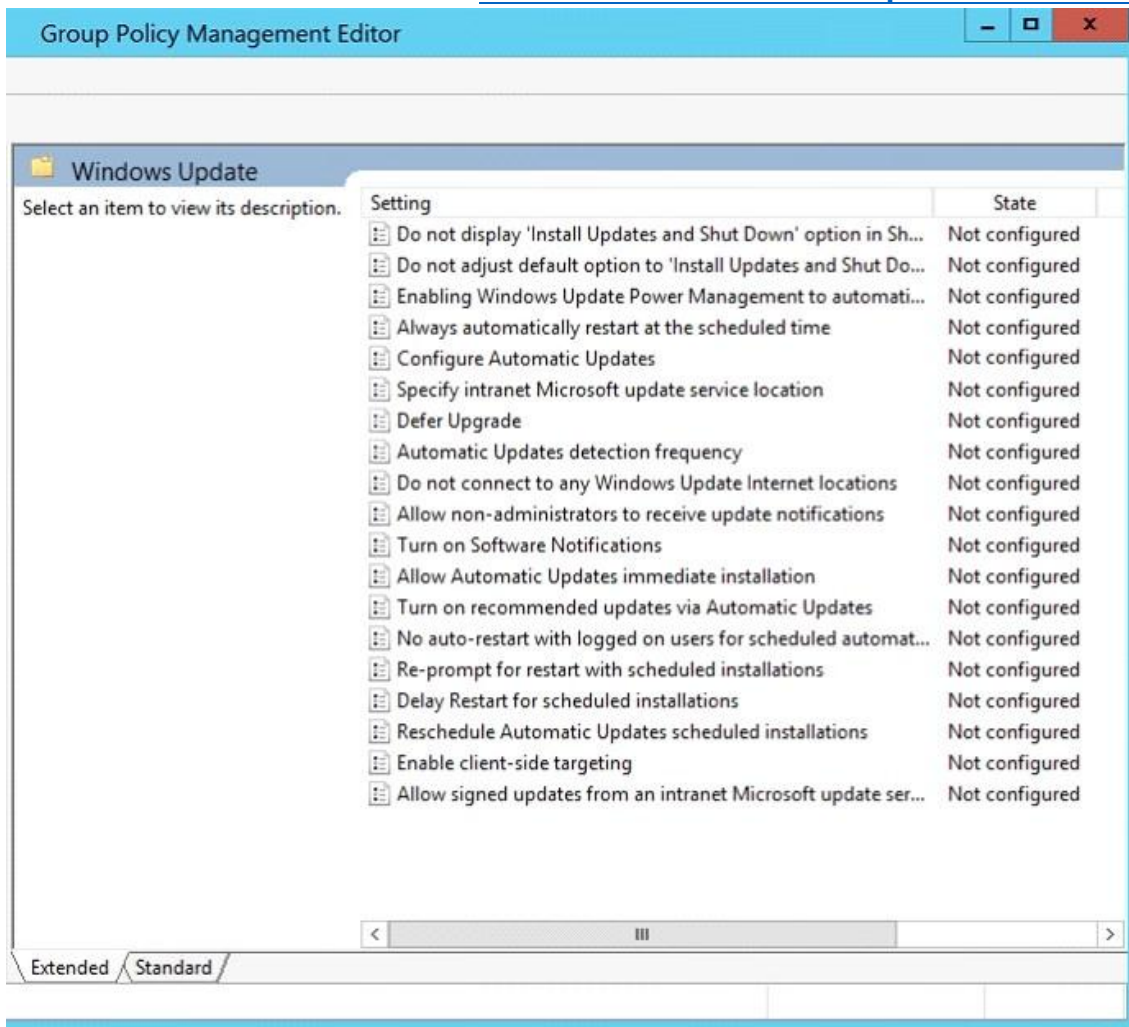 Group Policy Management Editor
Windows Update
Select an item to view its description.
Setting State
Do not display 'Install Updates and Shut Down' option in Sh... Not configured
Do not adjust default option to 'Install Updates and Shut Do... Not configured
Enabling Windows Update Power Management to automati... Not configured
Always automatically restart at the scheduled time Not configured
Configure Automatic Updates Not configured
Specify intranet Microsoft update service location Not configured
Defer Upgrade Not configured
Automatic Updates detection frequency Not configured
Do not connect to any Windows Update Internet locations Not configured
Allow non-administrators to receive update notifications Not configured
Turn on Software Notifications Not configured
Allow Automatic Updates immediate installation Not configured
Turn on recommended updates via Automatic Updates Not configured
No auto-restart with logged on users for scheduled automat... Not configured
Re-prompt for restart with scheduled installations Not configured
Delay Restart for scheduled installations Not configured
Reschedule Automatic Updates scheduled installations Not configured
Enable client-side targeting Not configured
Allow signed updates from an intranet Microsoft update ser... Not configured
Extended Standard